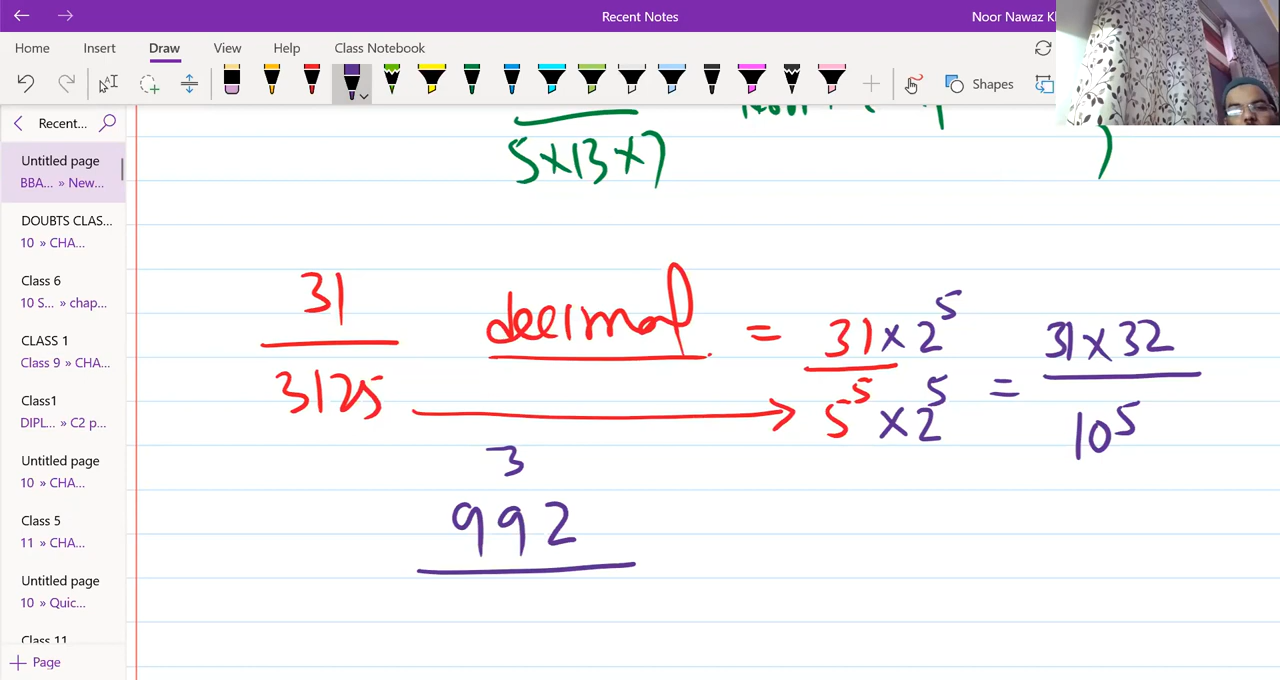 Recent Notes
Noor Nawaz Kh
Home Insert Draw View Help Class Notebook
Shapes
Recent...
Untitled page
BBA... » New...
DOUBTS CLAS...
10 » CHA...
Class 6
10 S... » chap...
CLASS 1
Class 9 » CHA...
Class1
DIPL... » C2 p...
Untitled page
10 » CHA...
Class 5
11 » CHA...
Untitled page
10 » Quic...
Class 11
Page
5×13×7
31
3125
decimal
= 31×2^5
5^5×2^5
= 31×32
10^5
3
992